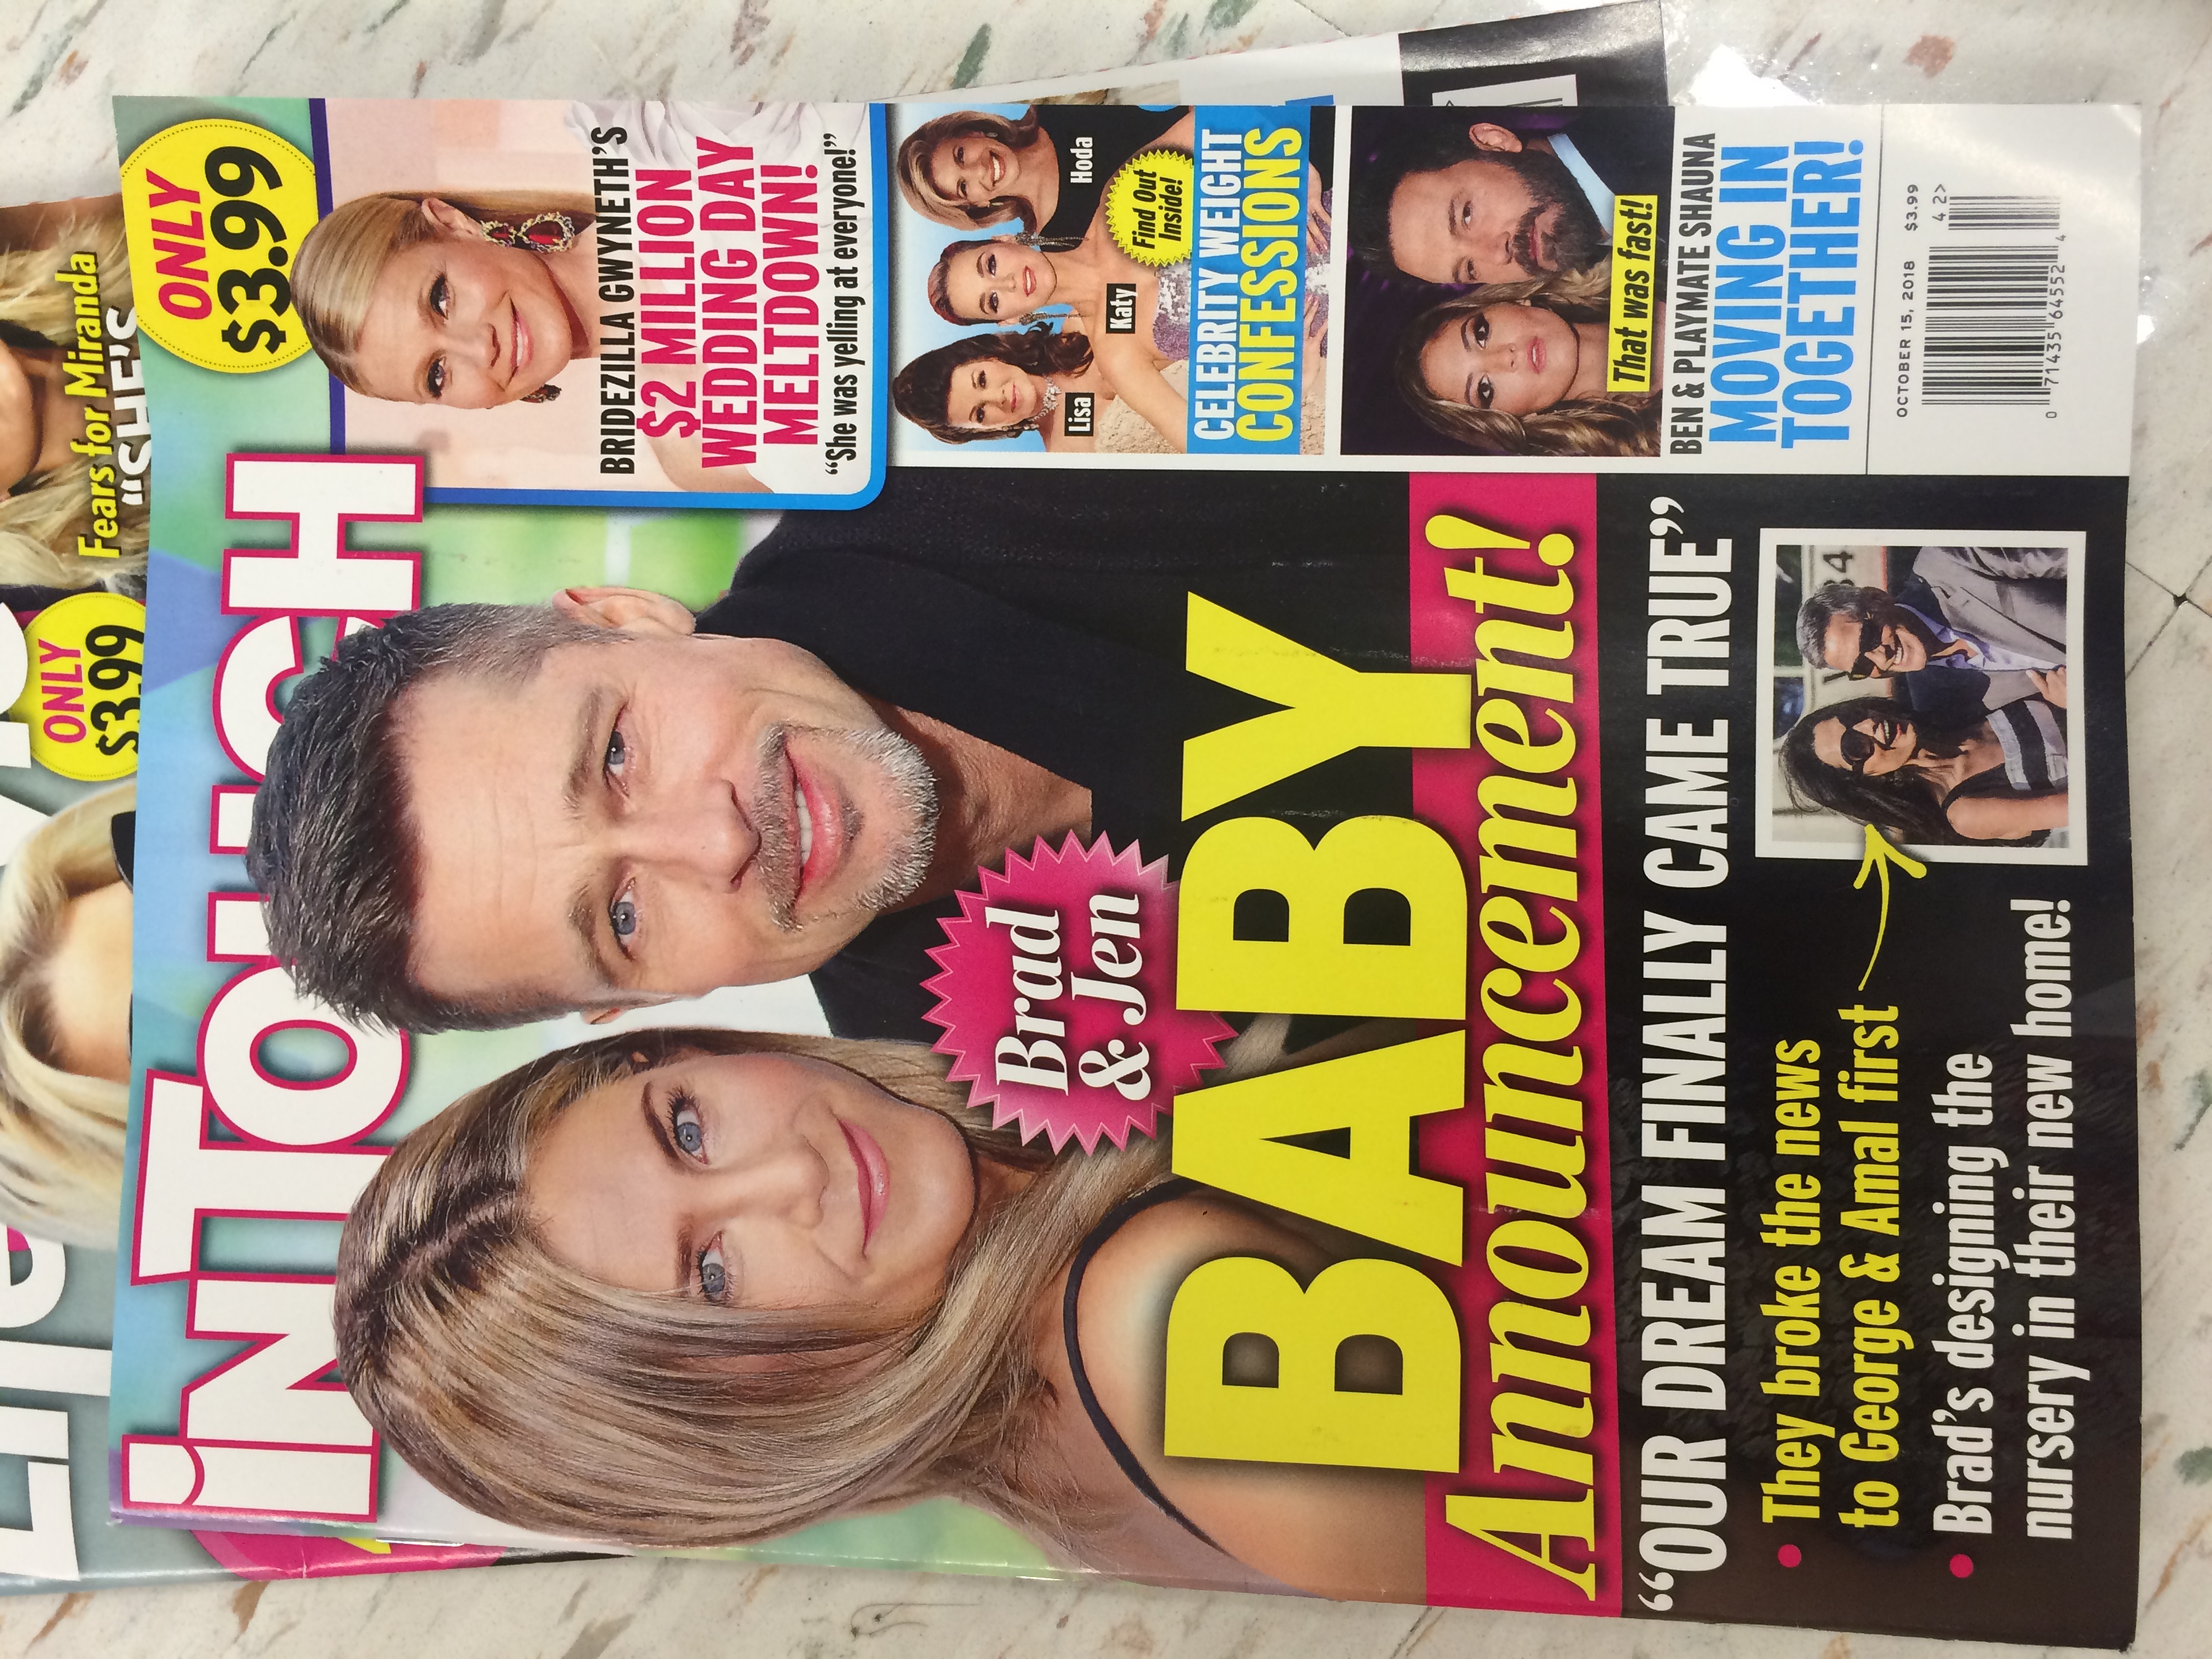 Life
ONLY
$3.99
Fears for Miranda
"SHE'S
INTOUCH
ONLY
$3.99
BRIDEZILLA GWYNETH'S
$2 MILLION
WEDDING DAY
MELTDOWN!
"She was yelling at everyone!"
Lisa
Katy
Hoda
Find Out
Inside!
CELEBRITY WEIGHT
CONFESSIONS
That was fast!
BEN & PLAYMATE SHAUNA
MOVING IN
TOGETHER!
OCTOBER 15, 2018 $3.99
4 2>
0 71435 64552 4
Brad
& Jen
BABY
Announcement!
"OUR DREAM FINALLY CAME TRUE"
• They broke the news
to George & Amal first
• Brad's designing the
nursery in their new home!